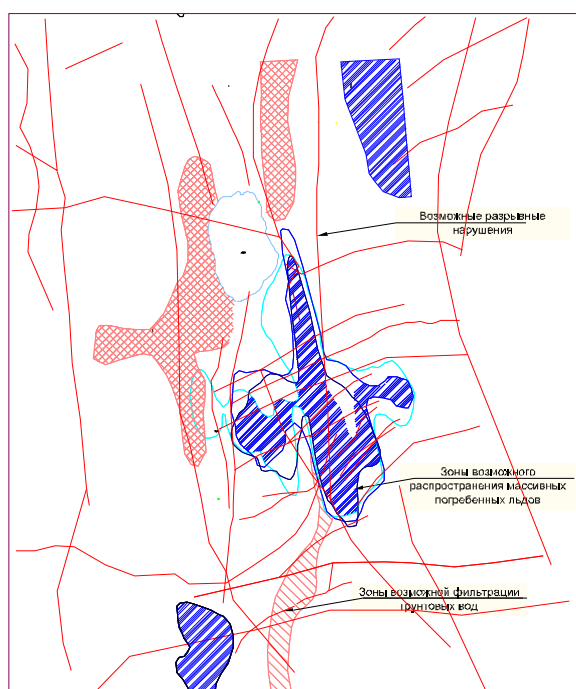 Возможные разрывные
нарушения
Зоны возможного
распространения массивных
погребенных льдов
Зоны возможной фильтрации
грунтовых вод